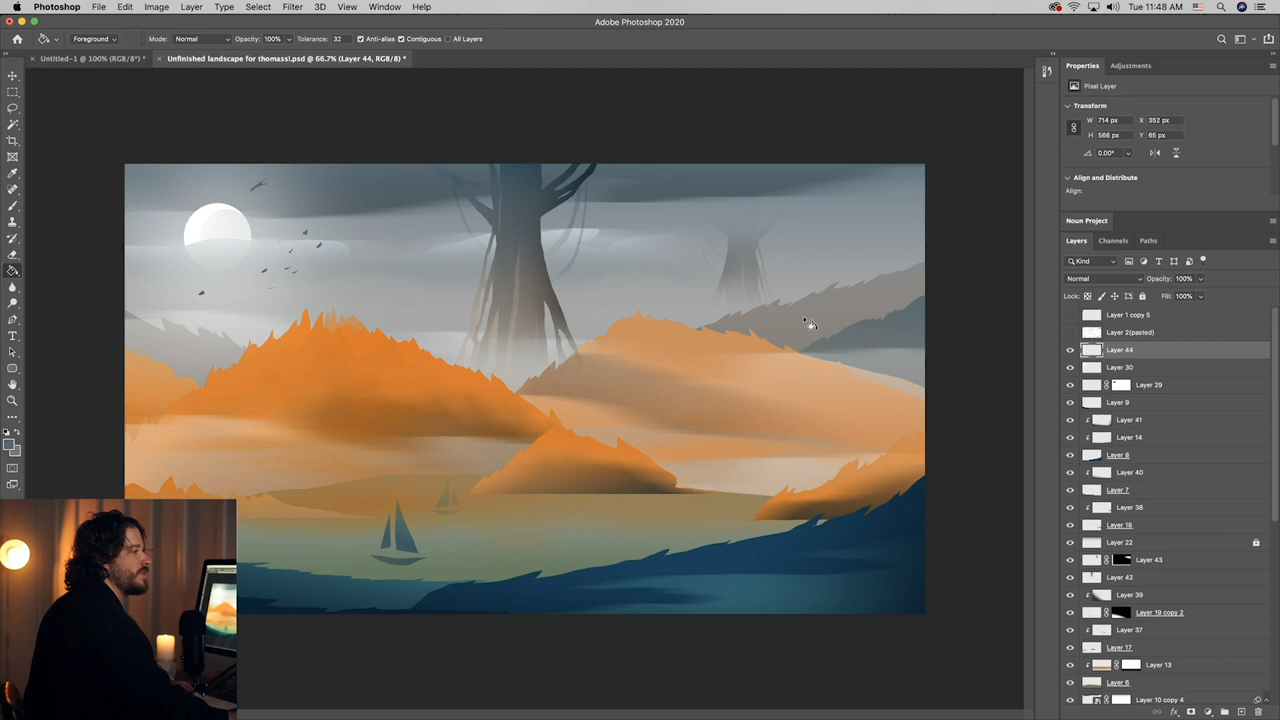 Photoshop File Edit Image Layer Type Select Filter 3D View Window Help Tue 11:48 AM
Adobe Photoshop 2020
Foreground Mode: Normal Opacity: 100% Tolerance: 32 Anti-alias Contiguous All Layers
Untitled-1 @ 100% (RGB/8*) * Unfinished landscape for thomass!.psd @ 66.7% (Layer 44, RGB/8) *
Properties Adjustments
Pixel Layer
Transform
W 714 px X 352 px
H 566 px Y 65 px
0.00°
Align and Distribute
Align:
Noun Project
Layers Channels Paths
Kind
Normal Opacity: 100%
Lock: Fill: 100%
Layer 1 copy 5
Layer 2(pasted)
Layer 44
Layer 30
Layer 29
Layer 9
Layer 41
Layer 14
Layer 8
Layer 40
Layer 7
Layer 38
Layer 18
Layer 22
Layer 43
Layer 42
Layer 39
Layer 19 copy 2
Layer 37
Layer 17
Layer 13
Layer 6
Layer 10 copy 4
fx